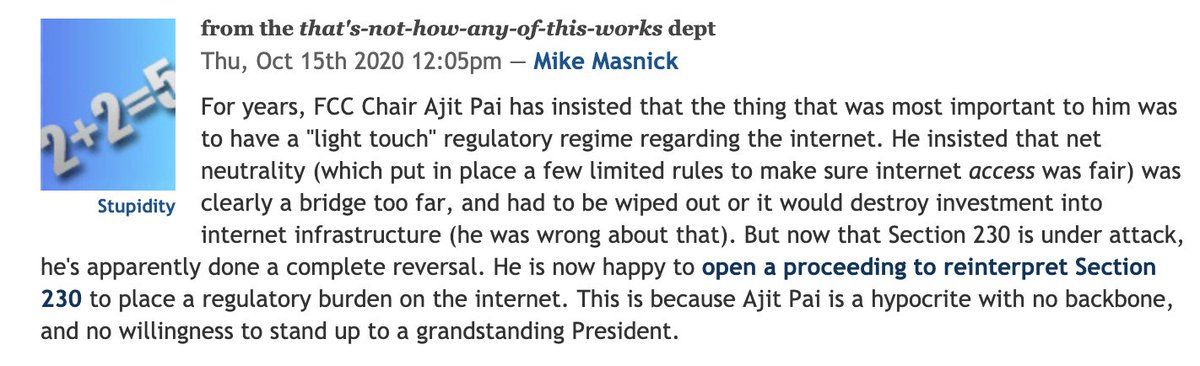 from the that's-not-how-any-of-this-works dept
Thu, Oct 15th 2020 12:05pm — Mike Masnick
2+2=5
Stupidity
For years, FCC Chair Ajit Pai has insisted that the thing that was most important to him was
to have a "light touch" regulatory regime regarding the internet. He insisted that net
neutrality (which put in place a few limited rules to make sure internet access was fair) was
clearly a bridge too far, and had to be wiped out or it would destroy investment into
internet infrastructure (he was wrong about that). But now that Section 230 is under attack,
he's apparently done a complete reversal. He is now happy to open a proceeding to reinterpret Section
230 to place a regulatory burden on the internet. This is because Ajit Pai is a hypocrite with no backbone,
and no willingness to stand up to a grandstanding President.